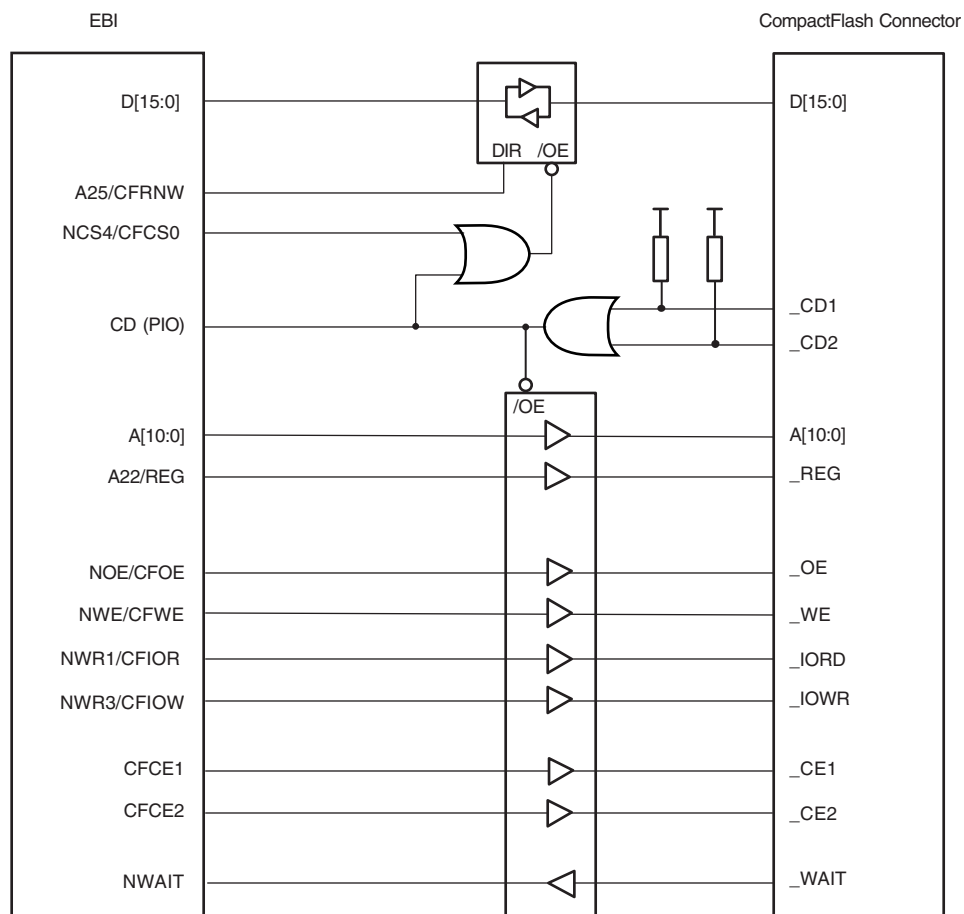 EBI
CompactFlash Connector
D[15:0]
D[15:0]
DIR /OE
A25/CFRNW
NCS4/CFCS0
_CD1
CD (PIO)
_CD2
/OE
A[10:0]
A[10:0]
A22/REG
_REG
NOE/CFOE
_OE
NWE/CFWE
_WE
NWR1/CFIOR
_IORD
NWR3/CFIOW
_IOWR
CFCE1
_CE1
CFCE2
_CE2
NWAIT
_WAIT